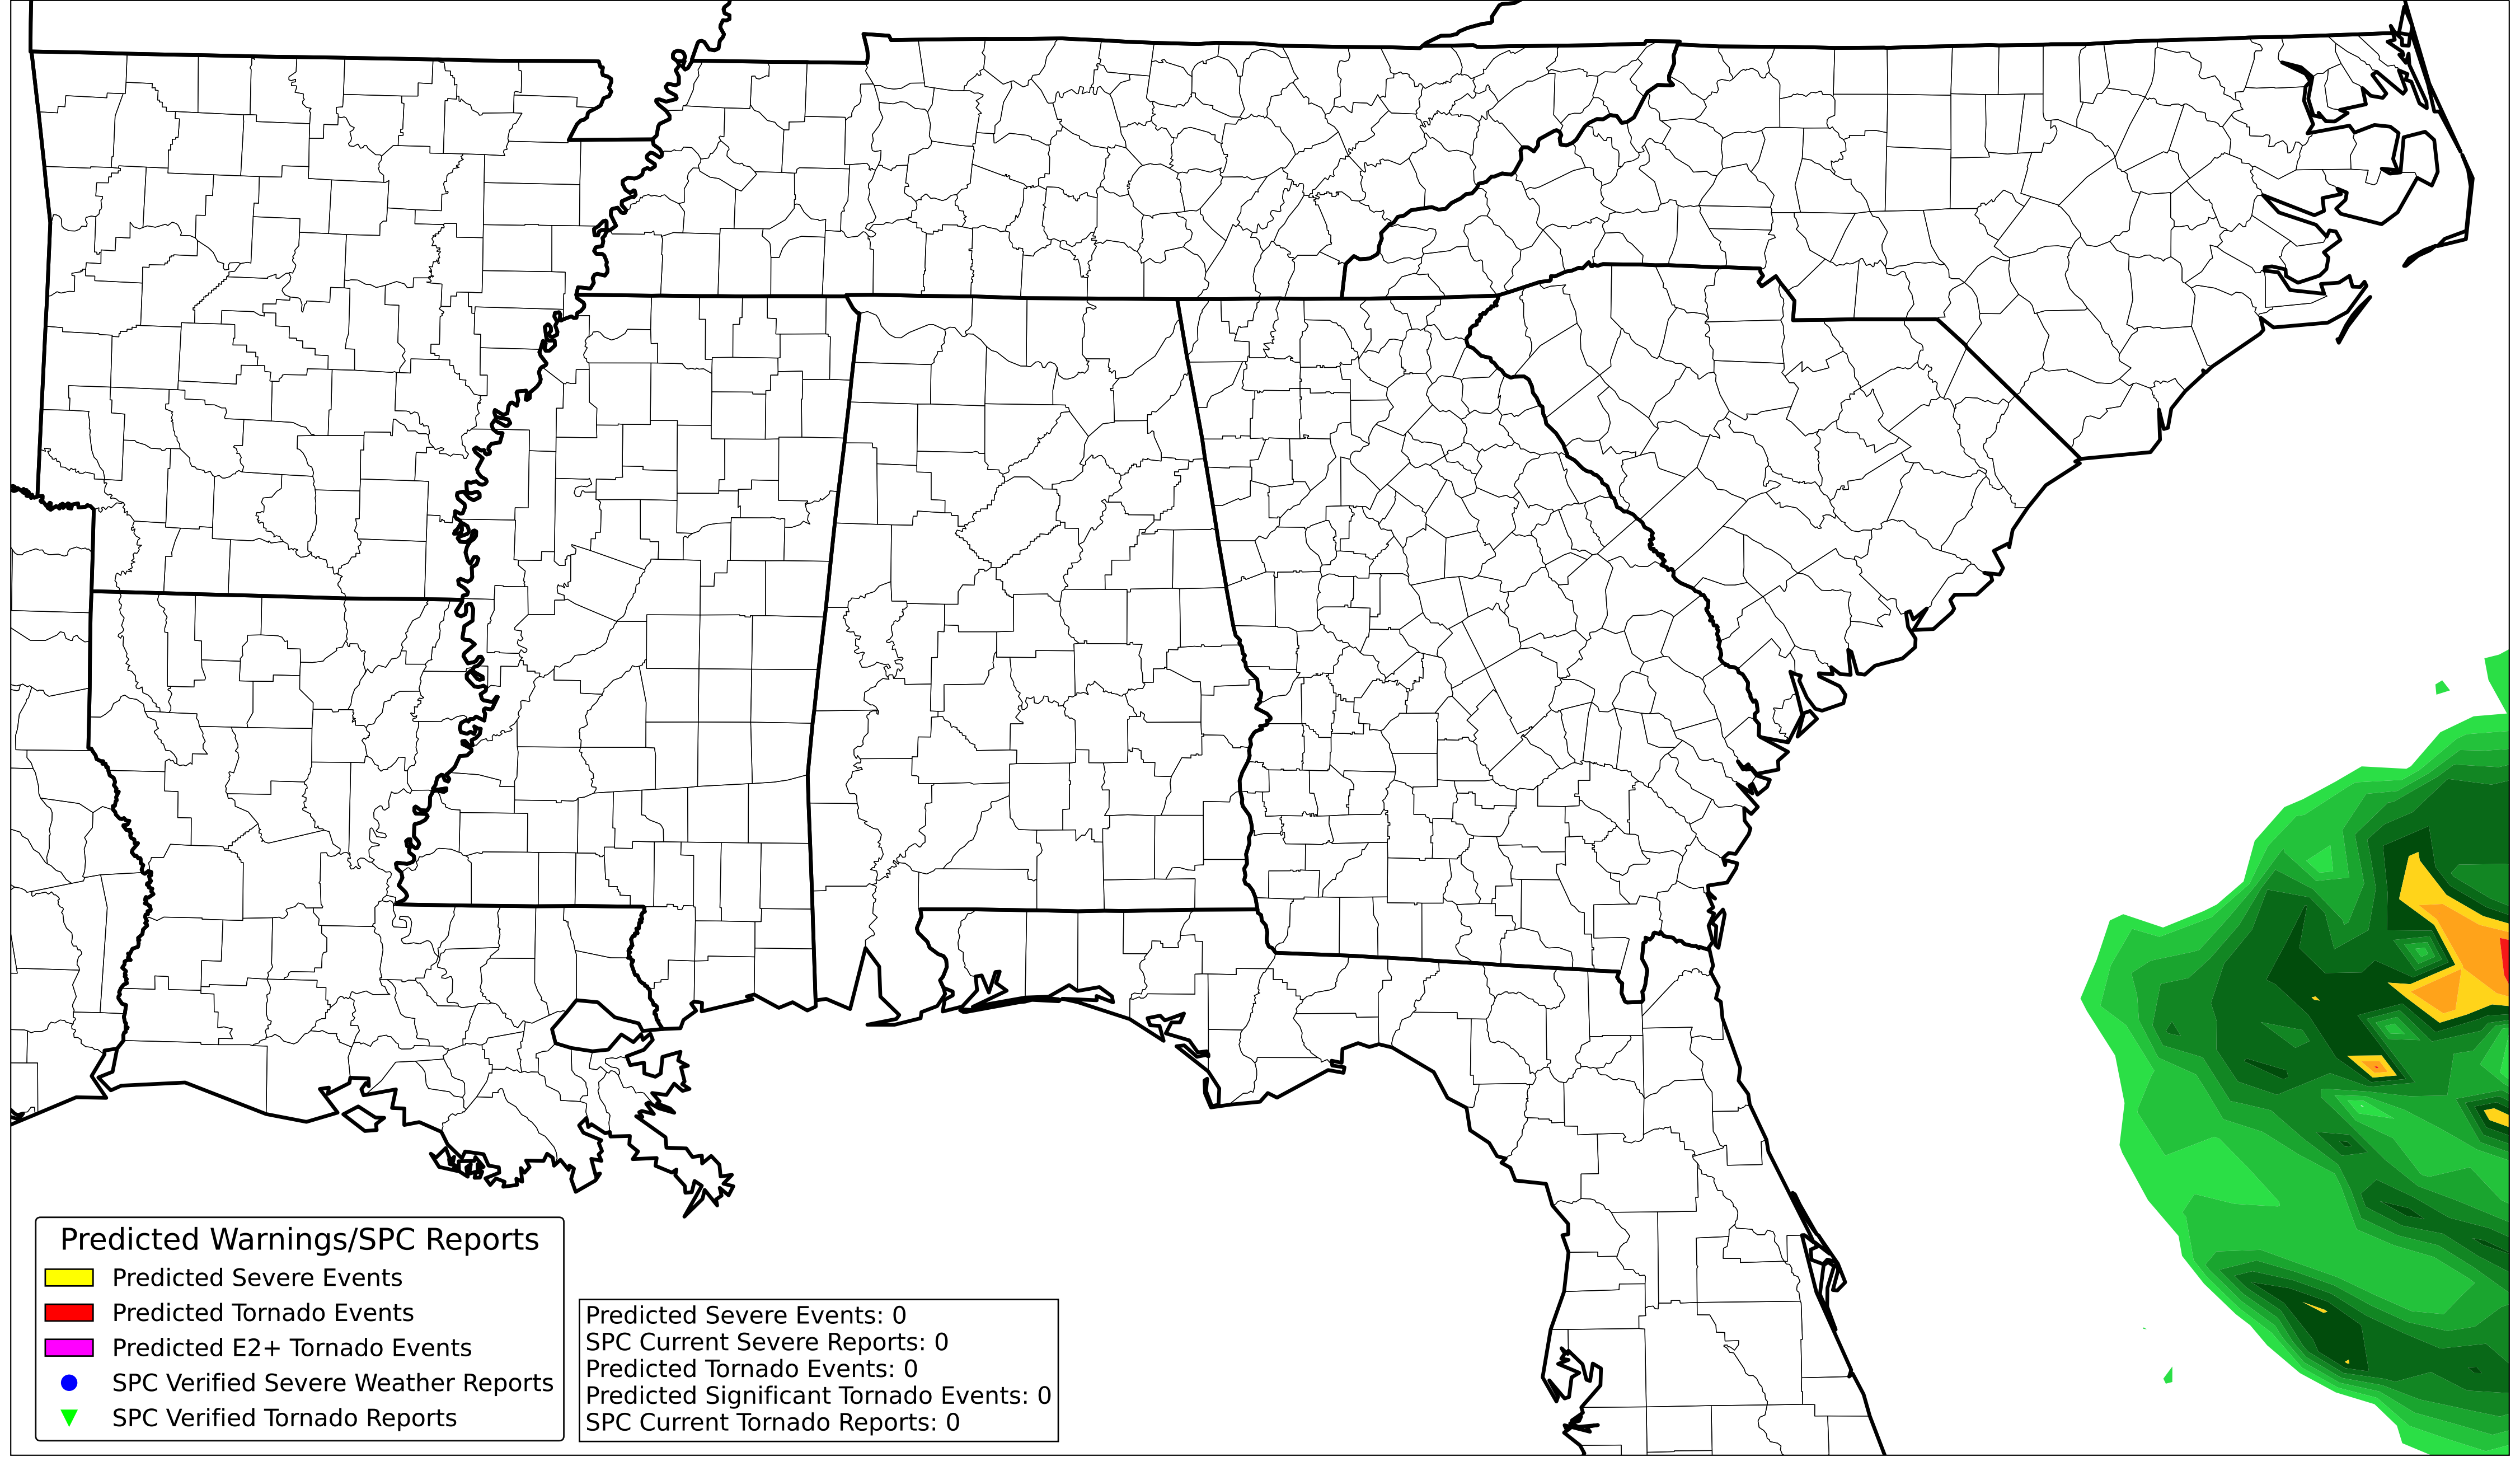 Predicted Warnings/SPC Reports
Predicted Severe Events
Predicted Tornado Events
Predicted E2+ Tornado Events
SPC Verified Severe Weather Reports
SPC Verified Tornado Reports
Predicted Severe Events: 0
SPC Current Severe Reports: 0
Predicted Tornado Events: 0
Predicted Significant Tornado Events: 0
SPC Current Tornado Reports: 0